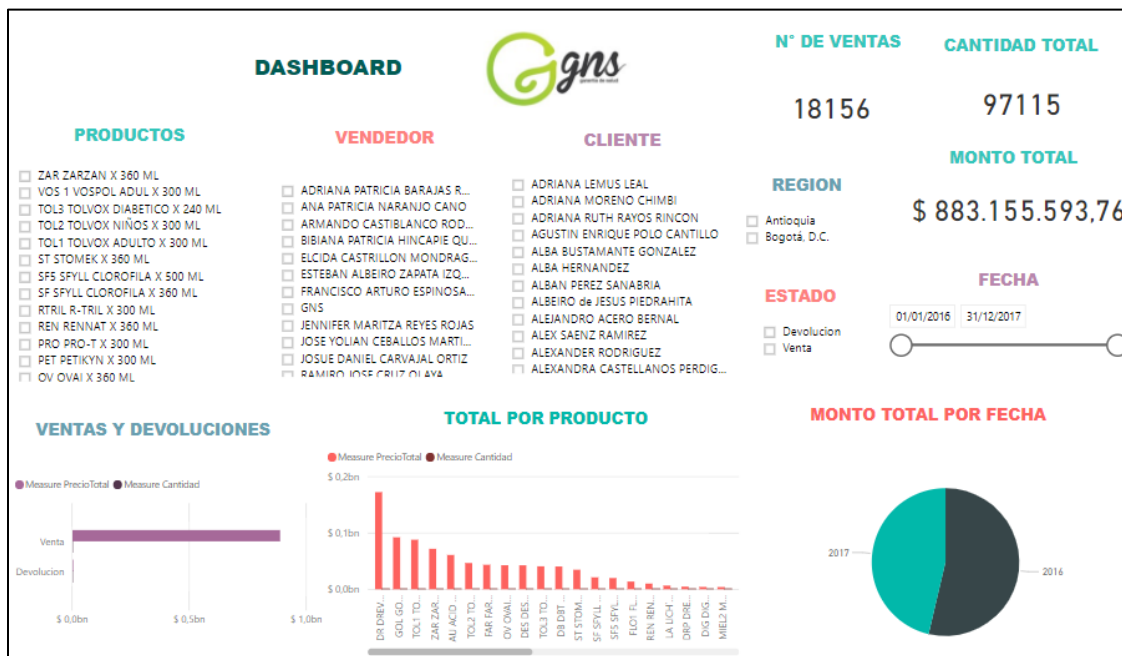 DASHBOARD
gns
N° DE VENTAS
18156
CANTIDAD TOTAL
97115
MONTO TOTAL
$ 883.155.593,76
PRODUCTOS
ZAR ZARZAN X 360 ML
VOS 1 VOSPOL ADUL X 300 ML
TOL3 TOLVOX DIABETICO X 240 ML
TOL2 TOLVOX NIÑOS X 300 ML
TOL1 TOLVOX ADULTO X 300 ML
ST STOMEK X 360 ML
SF5 SFYLL CLOROFILA X 500 ML
SF SFYLL CLOROFILA X 360 ML
RTRIL R-TRIL X 300 ML
REN RENNAT X 360 ML
PRO PRO-T X 300 ML
PET PETIKYN X 300 ML
OV OVAI X 360 ML
VENDEDOR
ADRIANA PATRICIA BARAJAS R...
ANA PATRICIA NARANJO CANO
ARMANDO CASTIBLANCO ROD...
BIBIANA PATRICIA HINCAPIE QU...
ELCIDA CASTRILLON MONDRAG...
ESTEBAN ALBEIRO ZAPATA IZQ...
FRANCISCO ARTURO ESPINOSA...
GNS
JENNIFER MARITZA REYES ROJAS
JOSE YOLIAN CEBALLOS MARTI...
JOSUE DANIEL CARVAJAL ORTIZ
RAMIRO JOSE CRUZ OLAYA
CLIENTE
ADRIANA LEMUS LEAL
ADRIANA MORENO CHIMBI
ADRIANA RUTH RAYOS RINCON
AGUSTIN ENRIQUE POLO CANTILLO
ALBA BUSTAMANTE GONZALEZ
ALBA HERNANDEZ
ALBAN PEREZ SANABRIA
ALBEIRO de JESUS PIEDRAHITA
ALEJANDRO ACERO BERNAL
ALEX SAENZ RAMIREZ
ALEXANDER RODRIGUEZ
ALEXANDRA CASTELLANOS PERDIG...
REGION
Antioquia
Bogotá, D.C.
ESTADO
Devolucion
Venta
FECHA
01/01/2016 31/12/2017
VENTAS Y DEVOLUCIONES
Measure PrecioTotal Measure Cantidad
Venta
Devolucion
$ 0,0bn $ 0,5bn $ 1,0bn
TOTAL POR PRODUCTO
Measure PrecioTotal Measure Cantidad
$ 0,2bn
$ 0,1bn
$ 0,0bn
DR DREV...
GOL GO...
TOL1 TO...
ZAR ZAR...
AU ACID ...
TOL2 TO...
FAR FAR...
OV OVAI...
DES DES...
TOL3 TO...
DB DBT ...
ST STOM...
SF SFYLL ...
SF5 SFYL...
FLO1 FL...
REN REN...
LA LICH'...
DRP DRE...
DIG DIG...
MIEL2 M...
MONTO TOTAL POR FECHA
2017
2016